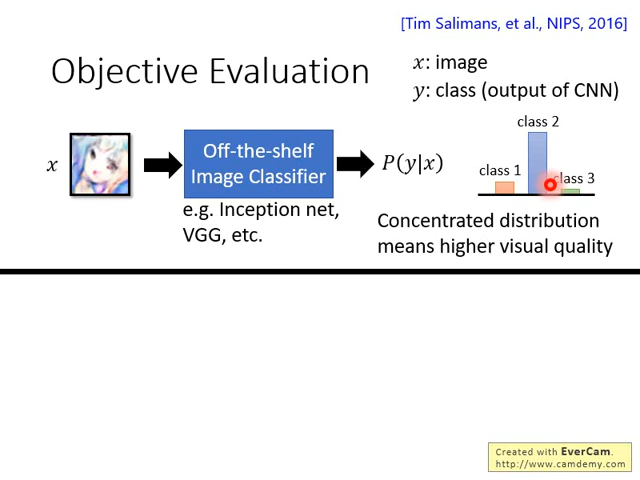 [Tim Salimans, et al., NIPS, 2016]
Objective Evaluation
x: image
y: class (output of CNN)
x
Off-the-shelf
Image Classifier
P(y|x)
class 1
class 2
class 3
e.g. Inception net,
VGG, etc.
Concentrated distribution
means higher visual quality
Created with EverCam.
http://www.camdemy.com